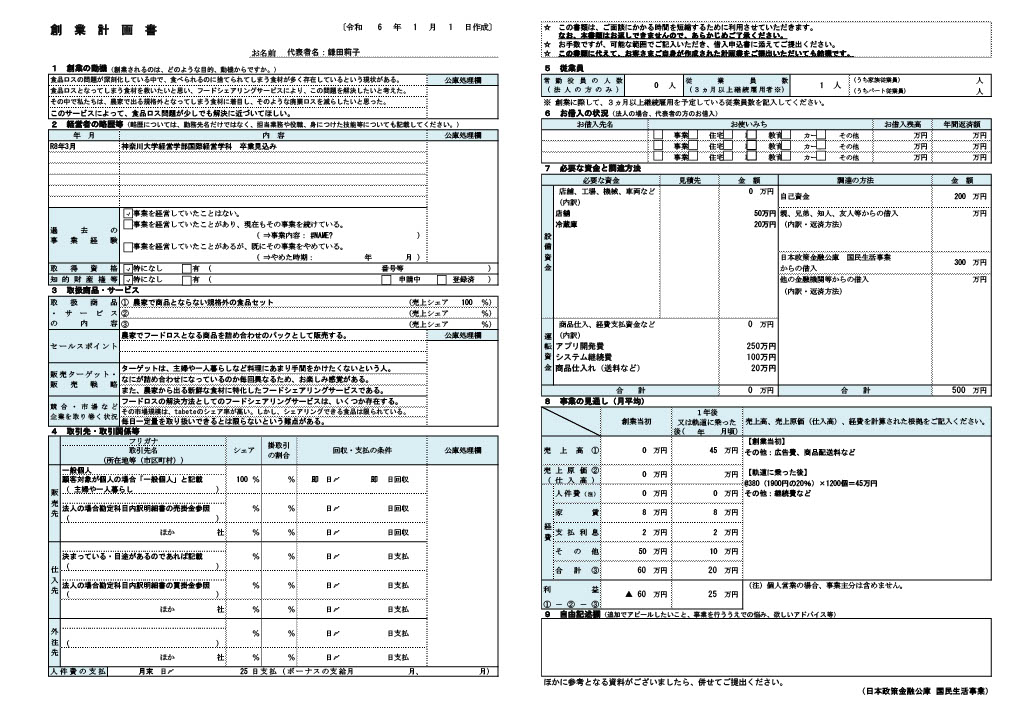 創業計画書
〔令和 6 年 1 月 1 日作成〕
お名前 代表者名:鎌田莉子
1 創業の動機(創業されるのは、どのような目的、動機からですか。)
食品ロスの問題が深刻化している中で、食べられるのに捨てられてしまう食材が多く存在しているという現状がある。
公庫処理欄
食品ロスとなってしまう食材を救いたいと思い、フードシェアリングサービスにより、この問題を解決したいと考えた。
その中で私たちは、農家で出る規格外となってしまう食材に着目し、そのような廃棄ロスを減らしたいと思った。
このサービスによって、食品ロス問題が少しでも解決に近づいてほしい。
2 経営者の略歴等(略歴については、勤務先名だけではなく、担当業務や役職、身につけた技能等についても記載してください。)
年 月 内 容 公庫処理欄
R8年3月 神奈川大学経営学部国際経営学科 卒業見込み
過去の事業経験
事業を経営していたことはない。
事業を経営していたことがあり、現在もその事業を続けている。
(⇒事業内容: #NAME? )
事業を経営していたことがあるが、既にその事業をやめている。
(⇒やめた時期: 年 月)
取得資格 特になし 有( 番号等 )
知的財産権等 特になし 有( 申請中 登録済 )
3 取扱商品・サービス
取扱商品・サービスの内容
① 農家で商品とならない規格外の食品セット (売上シェア 100 %)
② (売上シェア %)
③ (売上シェア %)
セールスポイント
農家でフードロスとなる商品を詰め合わせのパックとして販売する。
公庫処理欄
販売ターゲット・販売戦略
ターゲットは、主婦や一人暮らしなど料理にあまり手間をかけたくないという人。
なにが詰め合わせになっているのか毎回異なるため、お楽しみ感覚がある。
また、農家から出る新鮮な食材に特化したフードシェアリングサービスである。
競合・市場など企業を取り巻く状況
フードロスの解決方法としてのフードシェアリングサービスは、いくつか存在する。
その市場規模は、tabeteのシェア率が高い。しかし、シェアリングできる食品は限られている。
毎日一定量を取り扱いできるとは限らないという難点がある。
4 取引先・取引関係等
フリガナ
取引先名
(所在地等(市区町村))
シェア 掛取引の割合 回収・支払の条件 公庫処理欄
販売先
一般個人
顧客対象が個人の場合「一般個人」と記載
(主婦や一人暮らし )
100 % % 即 日〆 即 日回収
法人の場合勘定科目内訳明細書の売掛金参照
( )
% % 日〆 日回収
ほか 社 % % 日〆 日回収
仕入先
決まっている・目途があるのであれば記載
( )
% % 日〆 日支払
法人の場合勘定科目内訳明細書の買掛金参照
( )
% % 日〆 日支払
ほか 社 % % 日〆 日支払
外注先
( )
% % 日〆 日支払
ほか 社 % % 日〆 日支払
人件費の支払 月末 日〆 25 日支払(ボーナスの支給月 月、 月)
☆ この書類は、ご面談にかかる時間を短縮するために利用させていただきます。
なお、本書類はお返しできませんので、あらかじめご了承ください。
☆ お手数ですが、可能な範囲でご記入いただき、借入申込書に添えてご提出ください。
☆ この書類に代えて、お客さまご自身が作成された計画書をご提出いただいても結構です。
5 従業員
常勤役員の人数
(法人の方のみ)
0 人
従業員数
(3ヵ月以上継続雇用者※)
1 人
(うち家族従業員) 人
(うちパート従業員) 人
※ 創業に際して、3ヵ月以上継続雇用を予定している従業員数を記入してください。
6 お借入の状況(法人の場合、代表者の方のお借入)
お借入先名 お使いみち お借入残高 年間返済額
事業 住宅 教育 カード その他 万円 万円
事業 住宅 教育 カード その他 万円 万円
事業 住宅 教育 カード その他 万円 万円
7 必要な資金と調達方法
必要な資金 見積先 金 額 調達の方法 金 額
設備資金
店舗、工場、機械、車両など
(内訳)
0 万円
店舗 50万円
冷蔵庫 20万円
自己資金 200 万円
親、兄弟、知人、友人等からの借入
(内訳・返済方法)
万円
日本政策金融公庫 国民生活事業
からの借入
300 万円
他の金融機関等からの借入
(内訳・返済方法)
万円
運転資金
商品仕入、経費支払資金など
(内訳)
0 万円
アプリ開発費 250万円
システム継続費 100万円
商品仕入れ(送料など) 20万円
合 計 0 万円 合 計 500 万円
8 事業の見通し(月平均)
創業当初
1年後
又は軌道に乗った
後( 年 月頃)
売上高、売上原価(仕入高)、経費を計算された根拠をご記入ください。
売上高① 0 万円 45 万円
売上原価②
(仕入高)
0 万円 万円
経費
人件費(注) 0 万円 0 万円
家賃 8 万円 8 万円
支払利息 2 万円 2 万円
その他 50 万円 10 万円
合計③ 60 万円 20 万円
利益
①-②-③
▲ 60 万円 25 万円
【創業当初】
その他:広告費、商品配送料など
【軌道に乗った後】
@380(1900円の20%)×1200個=45万円
その他:継続費など
(注)個人営業の場合、事業主分は含めません。
9 自由記述欄(追加でアピールしたいこと、事業を行ううえでの悩み、欲しいアドバイス等)
ほかに参考となる資料がございましたら、併せてご提出ください。
(日本政策金融公庫 国民生活事業)